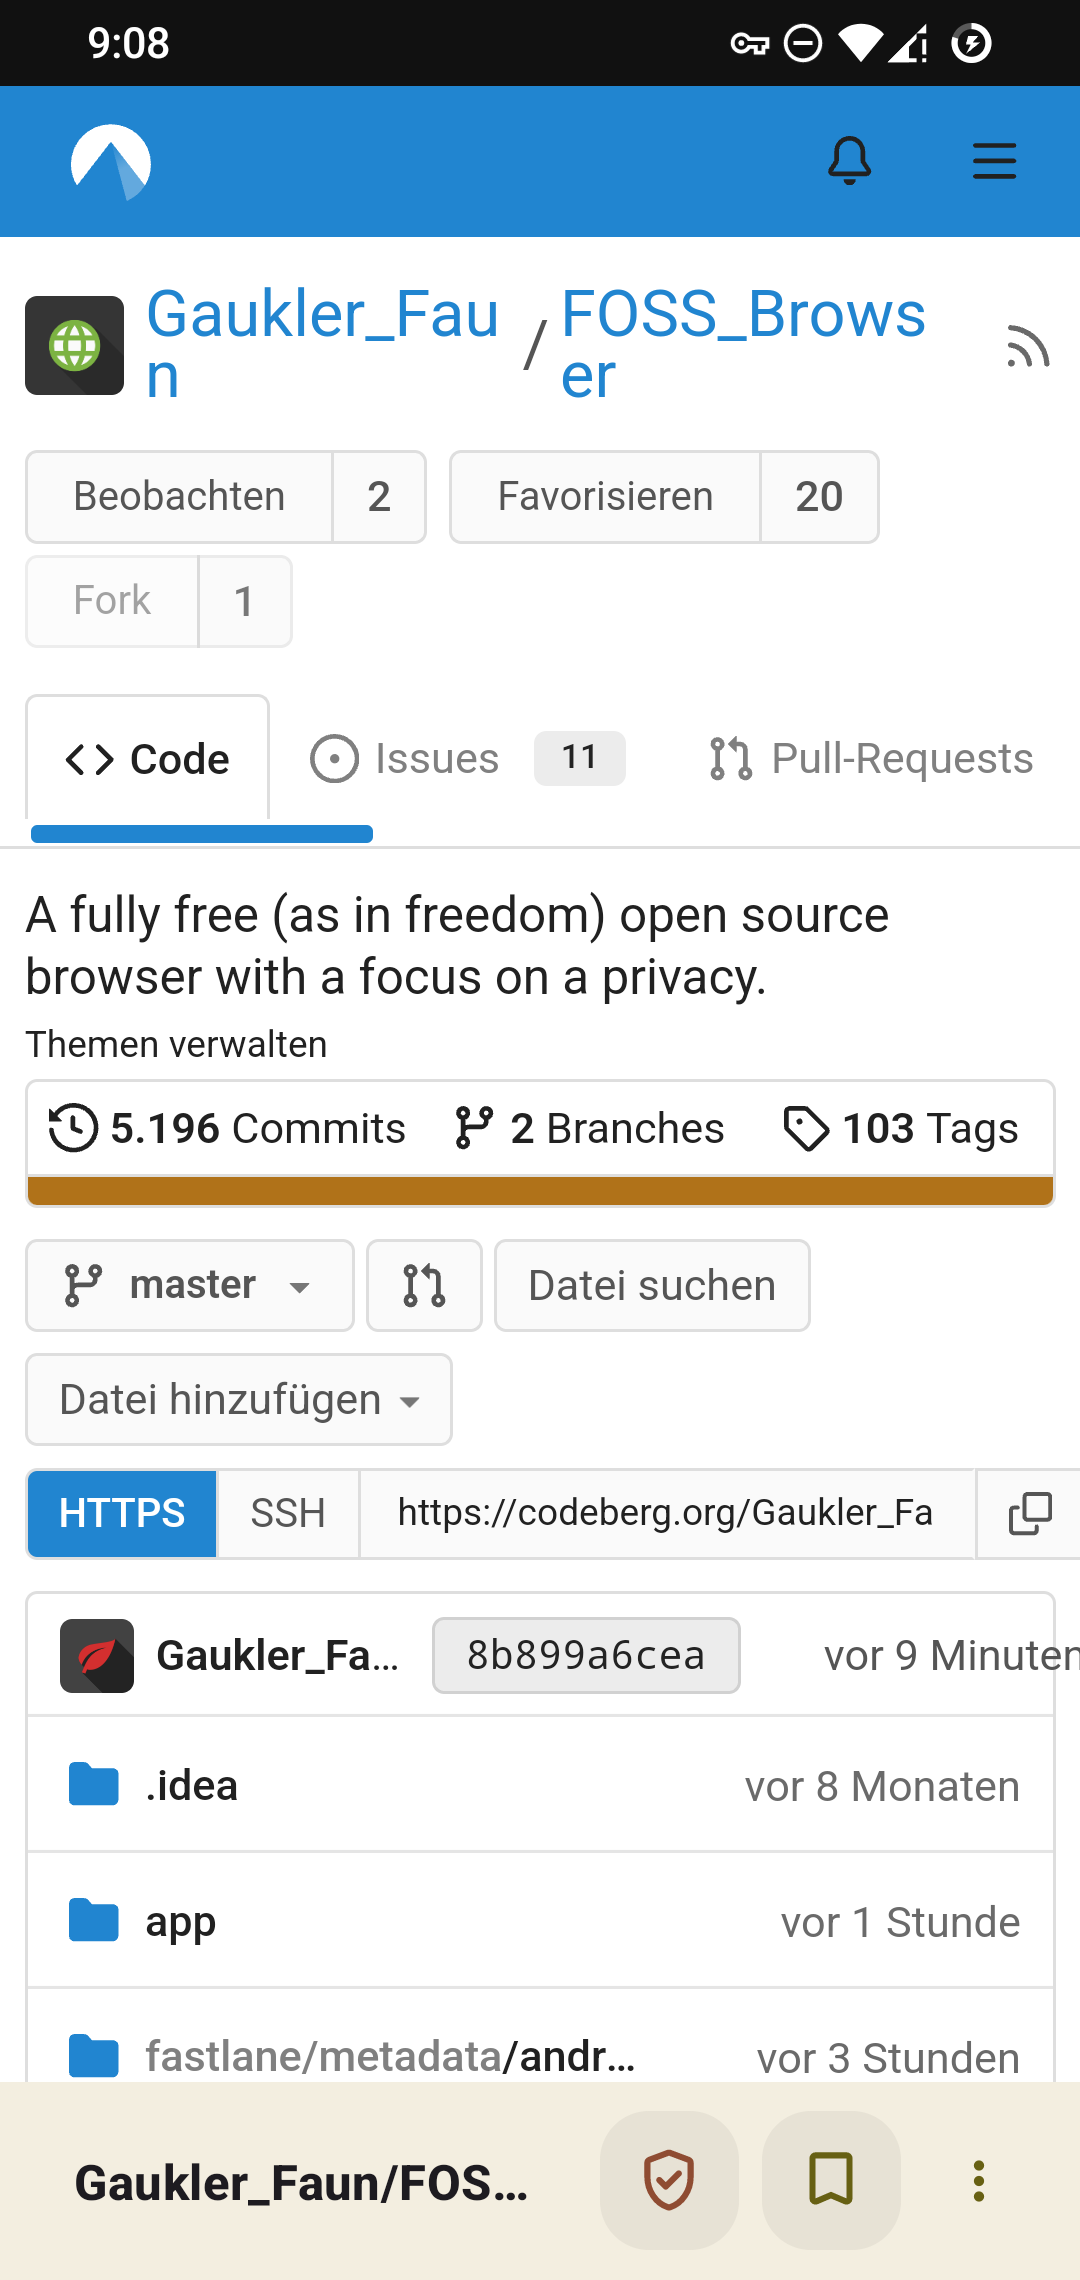 9:08
Gaukler_Fau
n
/
FOSS_Brows
er
Beobachten 2 Favorisieren 20
Fork 1
Code Issues 11 Pull-Requests
A fully free (as in freedom) open source
browser with a focus on a privacy.
Themen verwalten
5.196 Commits 2 Branches 103 Tags
master Datei suchen
Datei hinzufügen
HTTPS SSH https://codeberg.org/Gaukler_Fa
Gaukler_Fa… 8b899a6cea vor 9 Minuten
.idea vor 8 Monaten
app vor 1 Stunde
fastlane/metadata/andr… vor 3 Stunden
Gaukler_Faun/FOS…